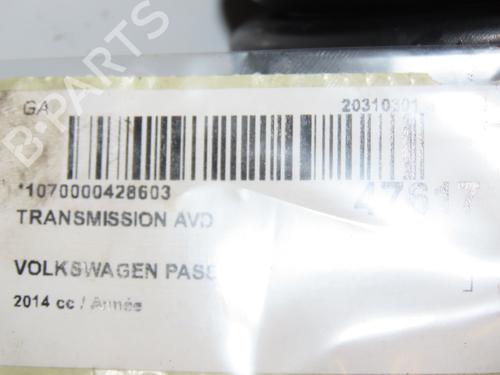 GA 20310301
*1070000428603 47617
TRANSMISSION AVD
VOLKSWAGEN PASS
2014 cc / Année
B-PARTS